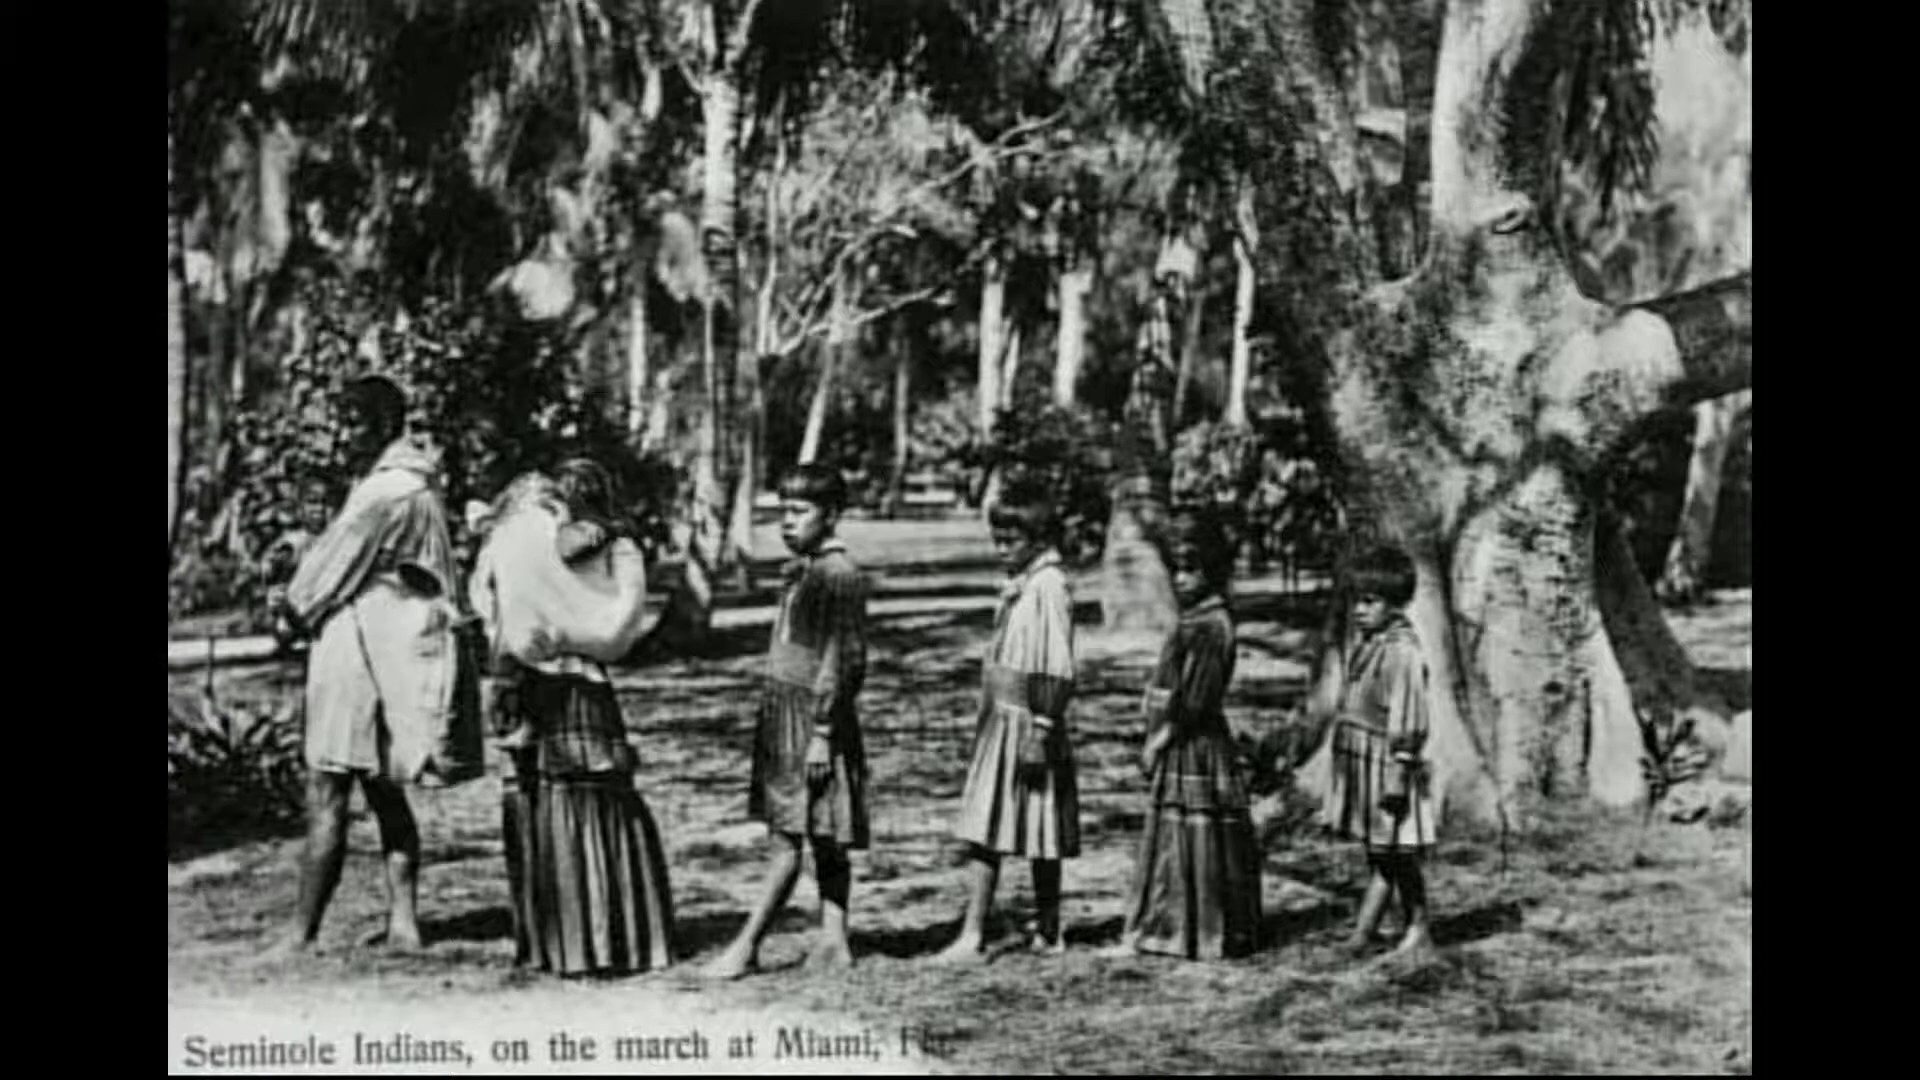 Seminole Indians, on the march at Miami,